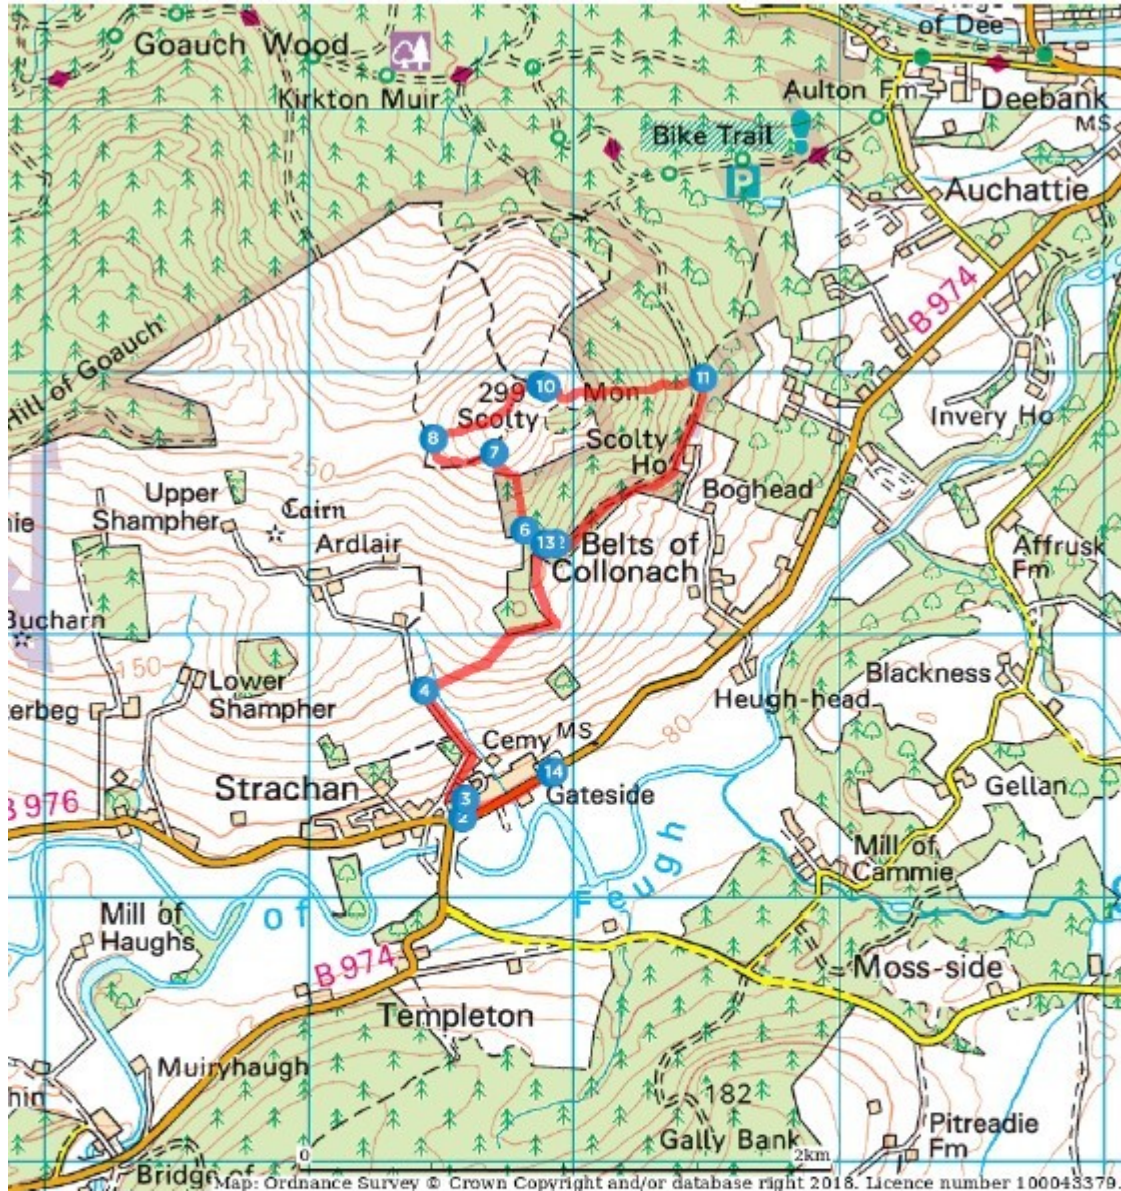 of Dee
Goauch Wood
Kirkton Muir
Aulton Fm
Deebank
MS
Bike Trail
P
Auchattie
B 974
Hill of Goauch
299
10
Mon
11
Scolty
8
7
Invery Ho
Scolty
Ho
250
Upper
Shampher
Cairn
Boghead
Ardlair
6
13
Belts of
Collonach
Affrusk
Fm
Bucharn
150
4
Blackness
Lower
Shampher
Heugh-head
80
Cemy MS
14
Strachan
Gateside
Gellan
3
2
B 976
Mill of
Cammie
Feugh
of
Mill of
Haughs
B 974
Moss-side
Templeton
Muiryhaugh
182
Gally Bank
Pitreadie
Fm
0
2km
Bridge of
Map: Ordnance Survey © Crown Copyright and/or database right 2018. Licence number 100043379.